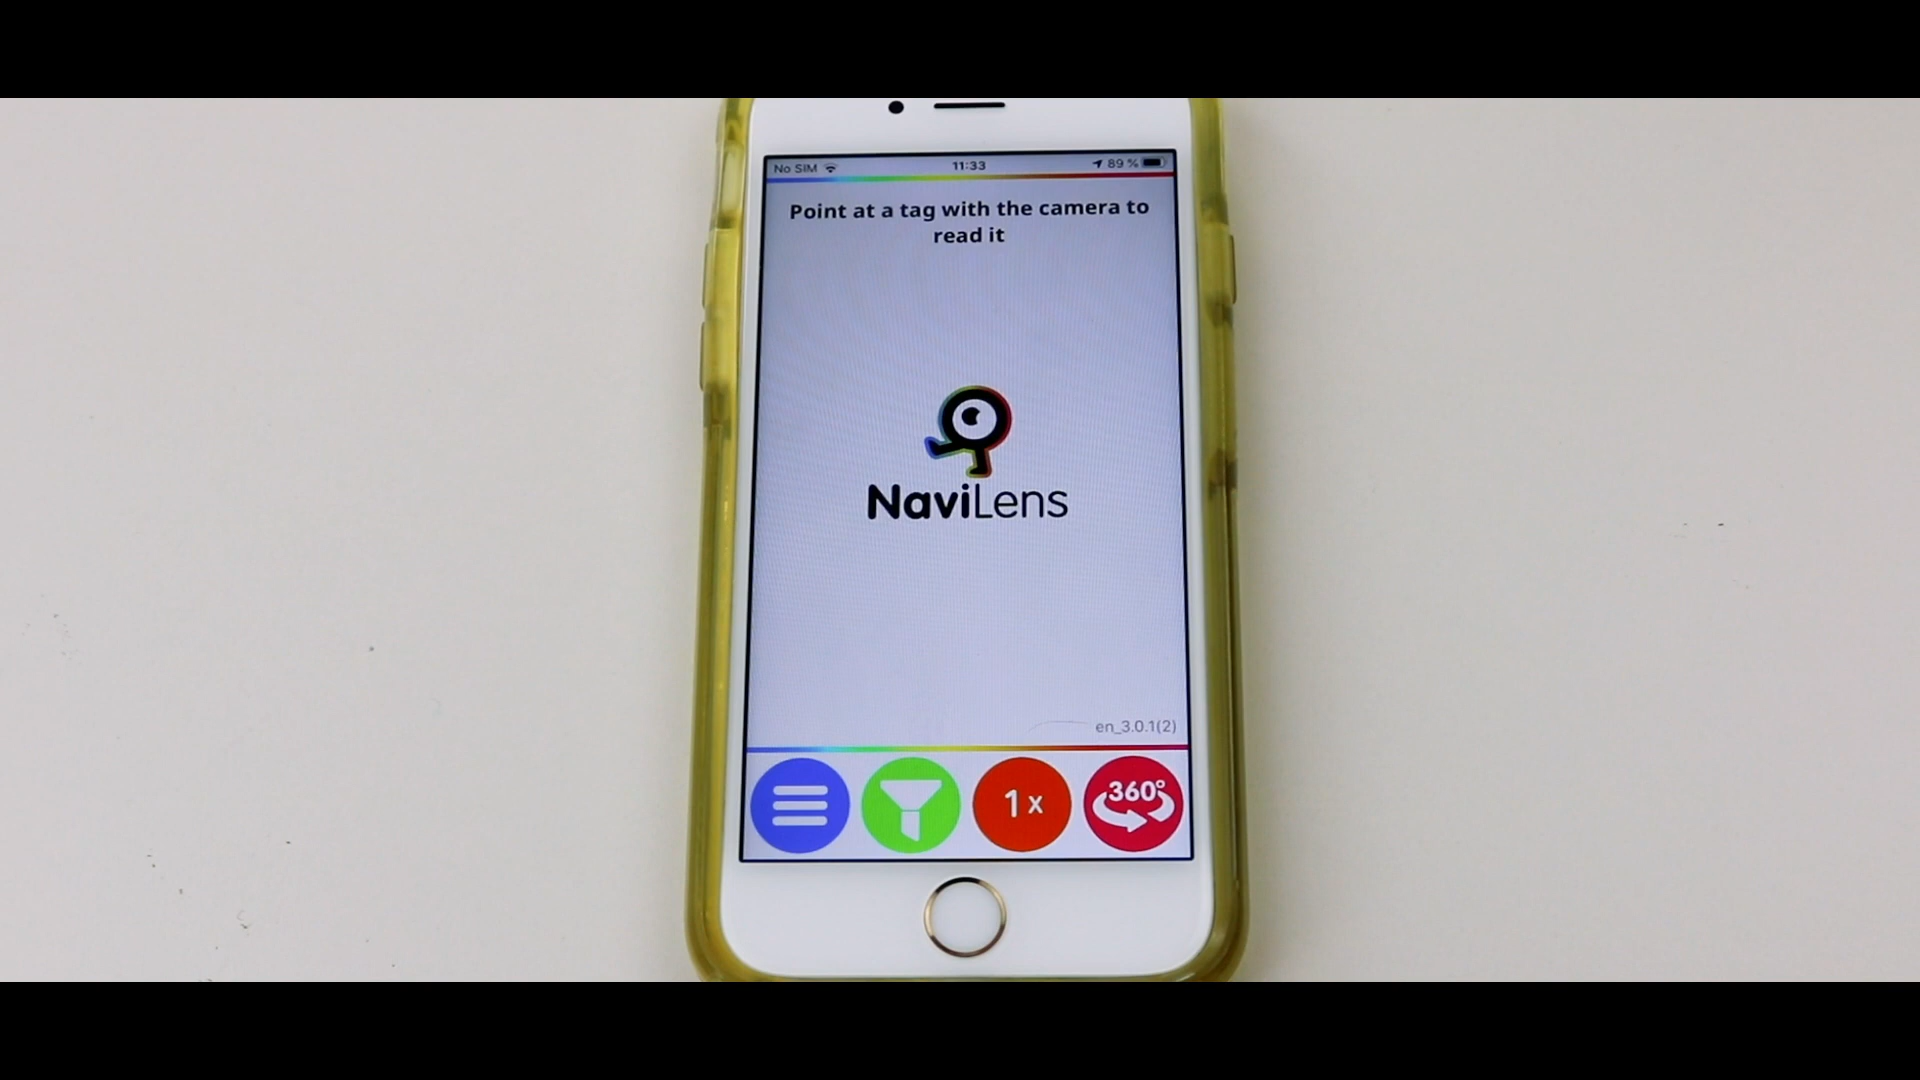 No SIM 11:33 89 %
Point at a tag with the camera to
read it
NaviLens
en_3.0.1(2)
1 x 360°